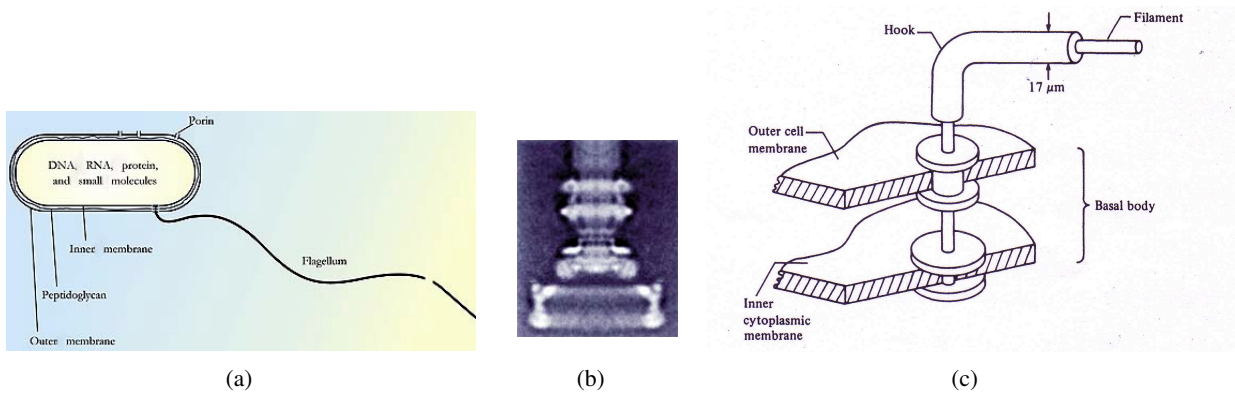 Porin
DNA, RNA, protein,
and small molecules
Inner membrane
Flagellum
Peptidoglycan
Outer membrane
(a)
(b)
Hook
Filament
17 μm
Outer cell
membrane
Basal body
Inner
cytoplasmic
membrane
(c)